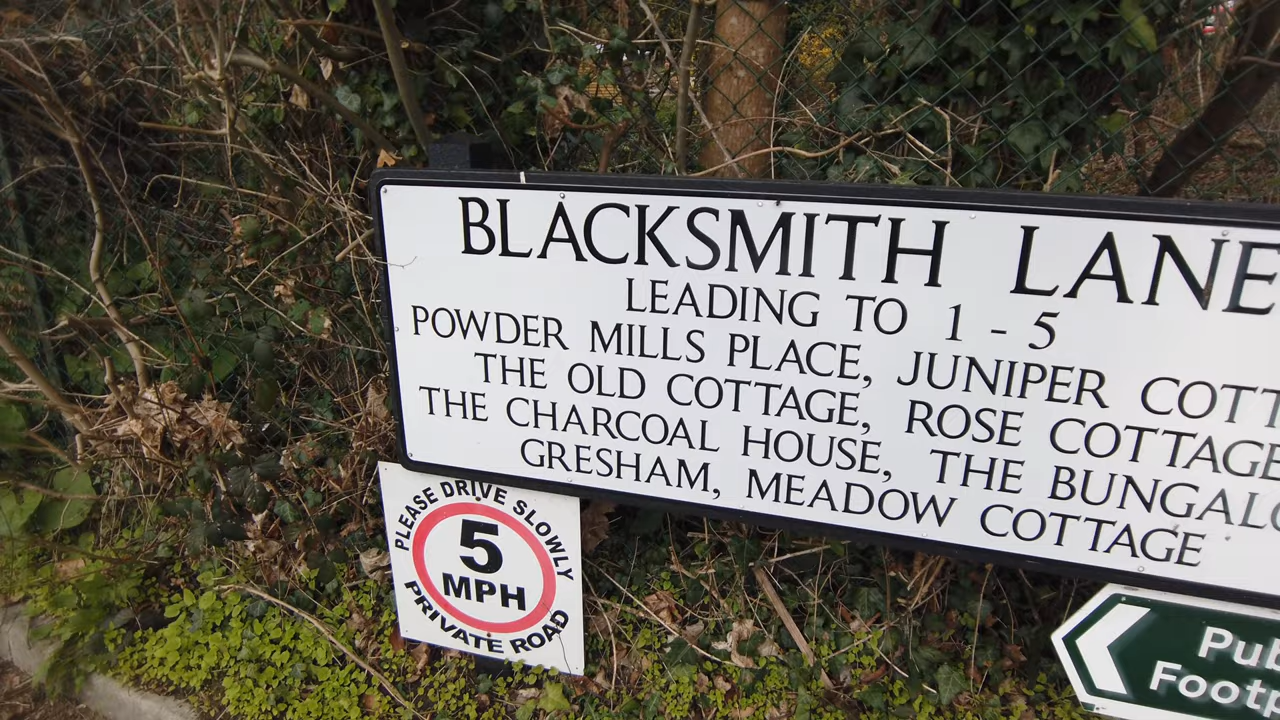 BLACKSMITH LANE
LEADING TO 1 - 5
POWDER MILLS PLACE, JUNIPER
THE OLD COTTAGE, ROSE COTTAGE
THE CHARCOAL HOUSE, THE
GRESHAM, MEADOW COTTAGE
PLEASE DRIVE SLOWLY
5
MPH
PRIVATE ROAD